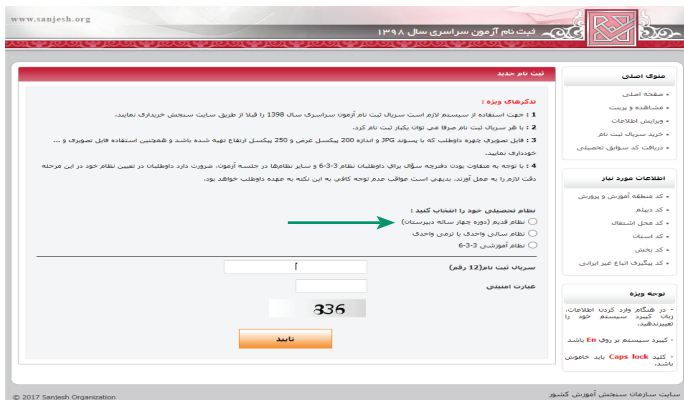 www.sanjesh.org
ثبت نام آزمون سراسری سال ۱۳۹۸
منوی اصلی
صفحه اصلی
مشاهده و پرینت
ویرایش اطلاعات
خرید سریال ثبت نام
دریافت کد سوابق تحصیلی
اطلاعات مورد نیاز
کد منطقه آموزش و پرورش
کد دیپلم
کد محل اشتغال
کد استان
کد بخش
کد پیگیری اتباع غیر ایرانی
توجه ویژه
- در هنگام وارد کردن اطلاعات،
زبان کیبرد سیستم خود را
تغییرندهید.
- کیبرد سیستم بر روی En باشد
- کلید Caps lock باید خاموش
باشد.
ثبت نام جدید
تذکرهای ویژه :
1 : جهت استفاده از سیستم لازم است سریال ثبت نام آزمون سراسری سال 1398 را قبلا از طریق سایت سنجش خریداری نمایند.
2 : با هر سریال ثبت نام صرفا می توان یکبار ثبت نام کرد.
3 : فایل تصویری چهره داوطلب که با پسوند JPG و اندازه 200 پیکسل عرض و 250 پیکسل ارتفاع تهیه شده باشد و همچنین استفاده فایل تصویری و ...
خودداری نمایید.
4 : با توجه به متفاوت بودن دفترچه سؤال برای داوطلبان نظام 3-3-6 و سایر نظام‌ها در جلسه آزمون، ضرورت دارد داوطلبان در تعیین نظام خود در این مرحله
دقت لازم را به عمل آورند. بدیهی است عواقب عدم توجه کافی به این نکته به عهده داوطلب خواهد بود.
نظام تحصیلی خود را انتخاب کنید :
نظام قدیم (دوره چهار ساله دبیرستان)
نظام سالی واحدی یا ترمی واحدی
نظام آموزشی 3-3-6
سریال ثبت نام(12 رقم)
عبارت امنیتی
336
تایید
سایت سازمان سنجش آموزش کشور
© 2017 Sanjesh Organization